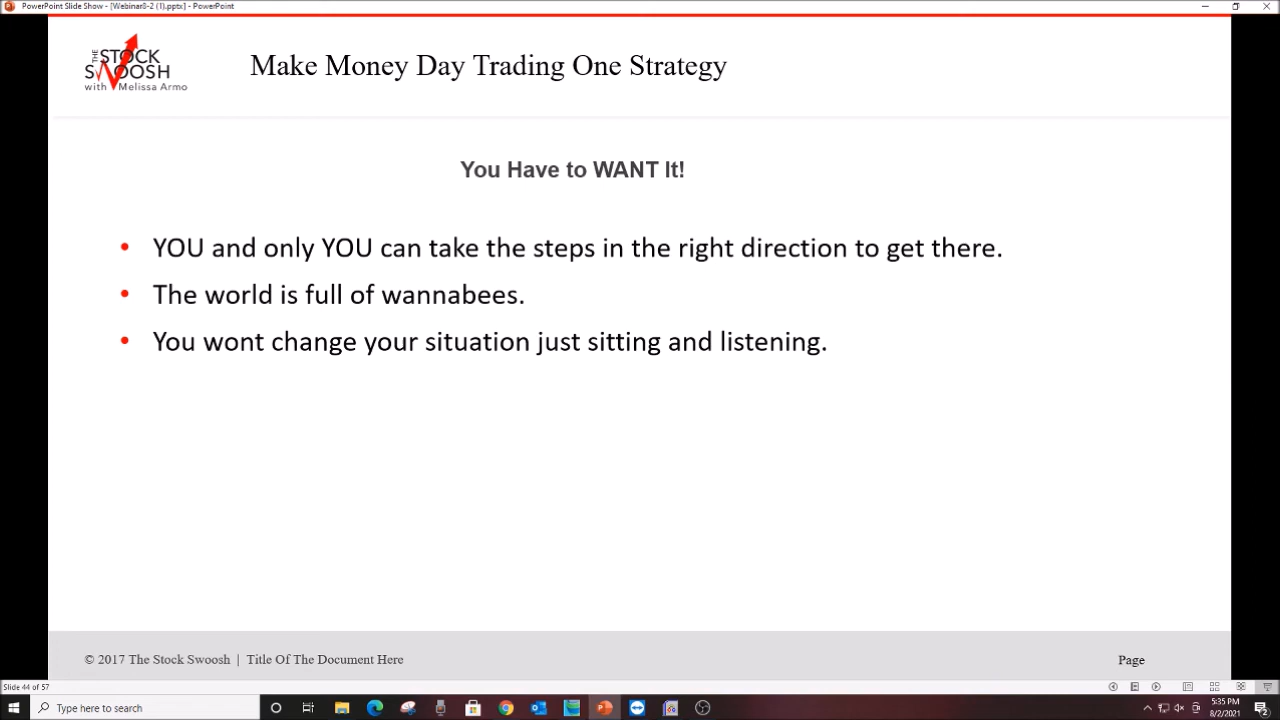 PowerPoint Slide Show - [Webinar8-2 (1).pptx] - PowerPoint
THE STOCK
SWOOSH
with Melissa Armo
Make Money Day Trading One Strategy
You Have to WANT It!
• YOU and only YOU can take the steps in the right direction to get there.
• The world is full of wannabees.
• You wont change your situation just sitting and listening.
© 2017 The Stock Swoosh | Title Of The Document Here
Page
Slide 44 of 57
Type here to search
5:35 PM
8/2/2021
2